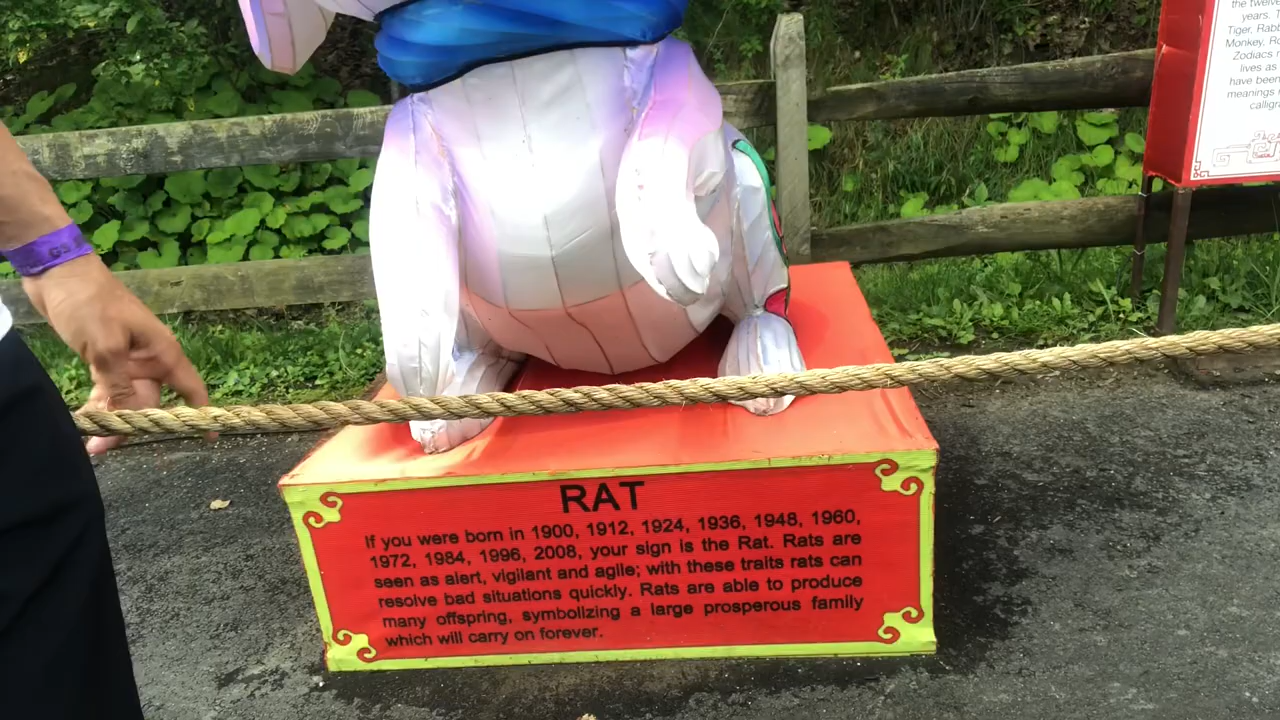 RAT
If you were born in 1900, 1912, 1924, 1936, 1948, 1960,
1972, 1984, 1996, 2008, your sign is the Rat. Rats are
seen as alert, vigilant and agile; with these traits rats can
resolve bad situations quickly. Rats are able to produce
many offspring, symbolizing a large prosperous family
which will carry on forever.
the twelve
years.
Tiger,
Monkey,
Zodiacs
lives as
have been
meanings